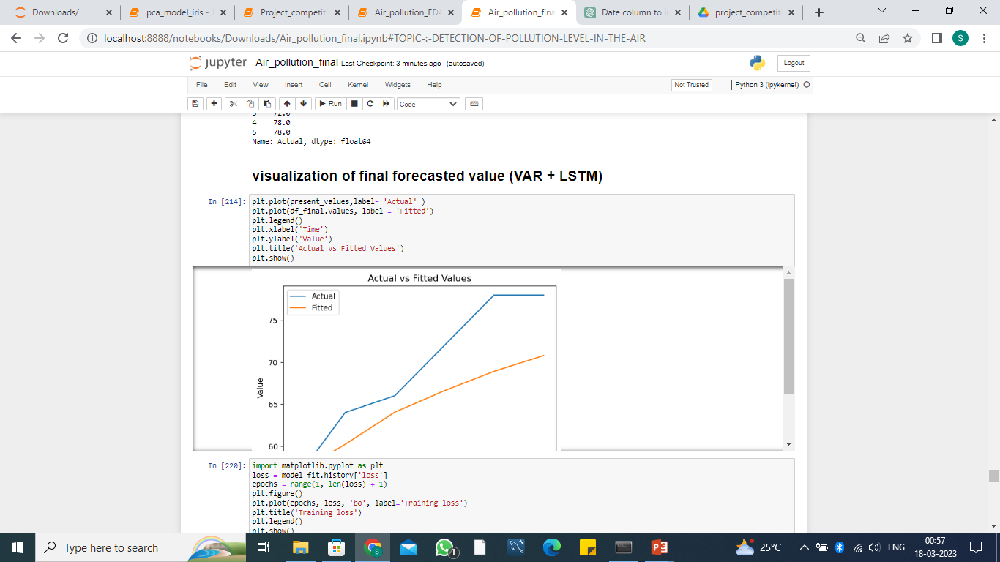 Downloads/
pca_model_iris - J
Project_competiti
Air_pollution_EDA
Air_pollution_fina
Date column to i
project_competit
localhost:8888/notebooks/Downloads/Air_pollution_final.ipynb#TOPIC-:-DETECTION-OF-POLLUTION-LEVEL-IN-THE-AIR
S
jupyter Air_pollution_final Last Checkpoint: 3 minutes ago (autosaved)
Logout
File Edit View Insert Cell Kernel Widgets Help
Not Trusted
Python 3 (ipykernel)
Run
Code
3 72.0
4 78.0
5 78.0
Name: Actual, dtype: float64
visualization of final forecasted value (VAR + LSTM)
In [214]:
plt.plot(present_values,label= 'Actual' )
plt.plot(df_final.values, label = 'Fitted')
plt.legend()
plt.xlabel('Time')
plt.ylabel('Value')
plt.title('Actual vs Fitted Values')
plt.show()
Actual vs Fitted Values
Actual
Fitted
75
70
65
60
Value
In [220]:
import matplotlib.pyplot as plt
loss = model_fit.history['loss']
epochs = range(1, len(loss) + 1)
plt.figure()
plt.plot(epochs, loss, 'bo', label='Training loss')
plt.title('Training loss')
plt.legend()
plt.show()
Type here to search
1
25°C
ENG
00:57
18-03-2023